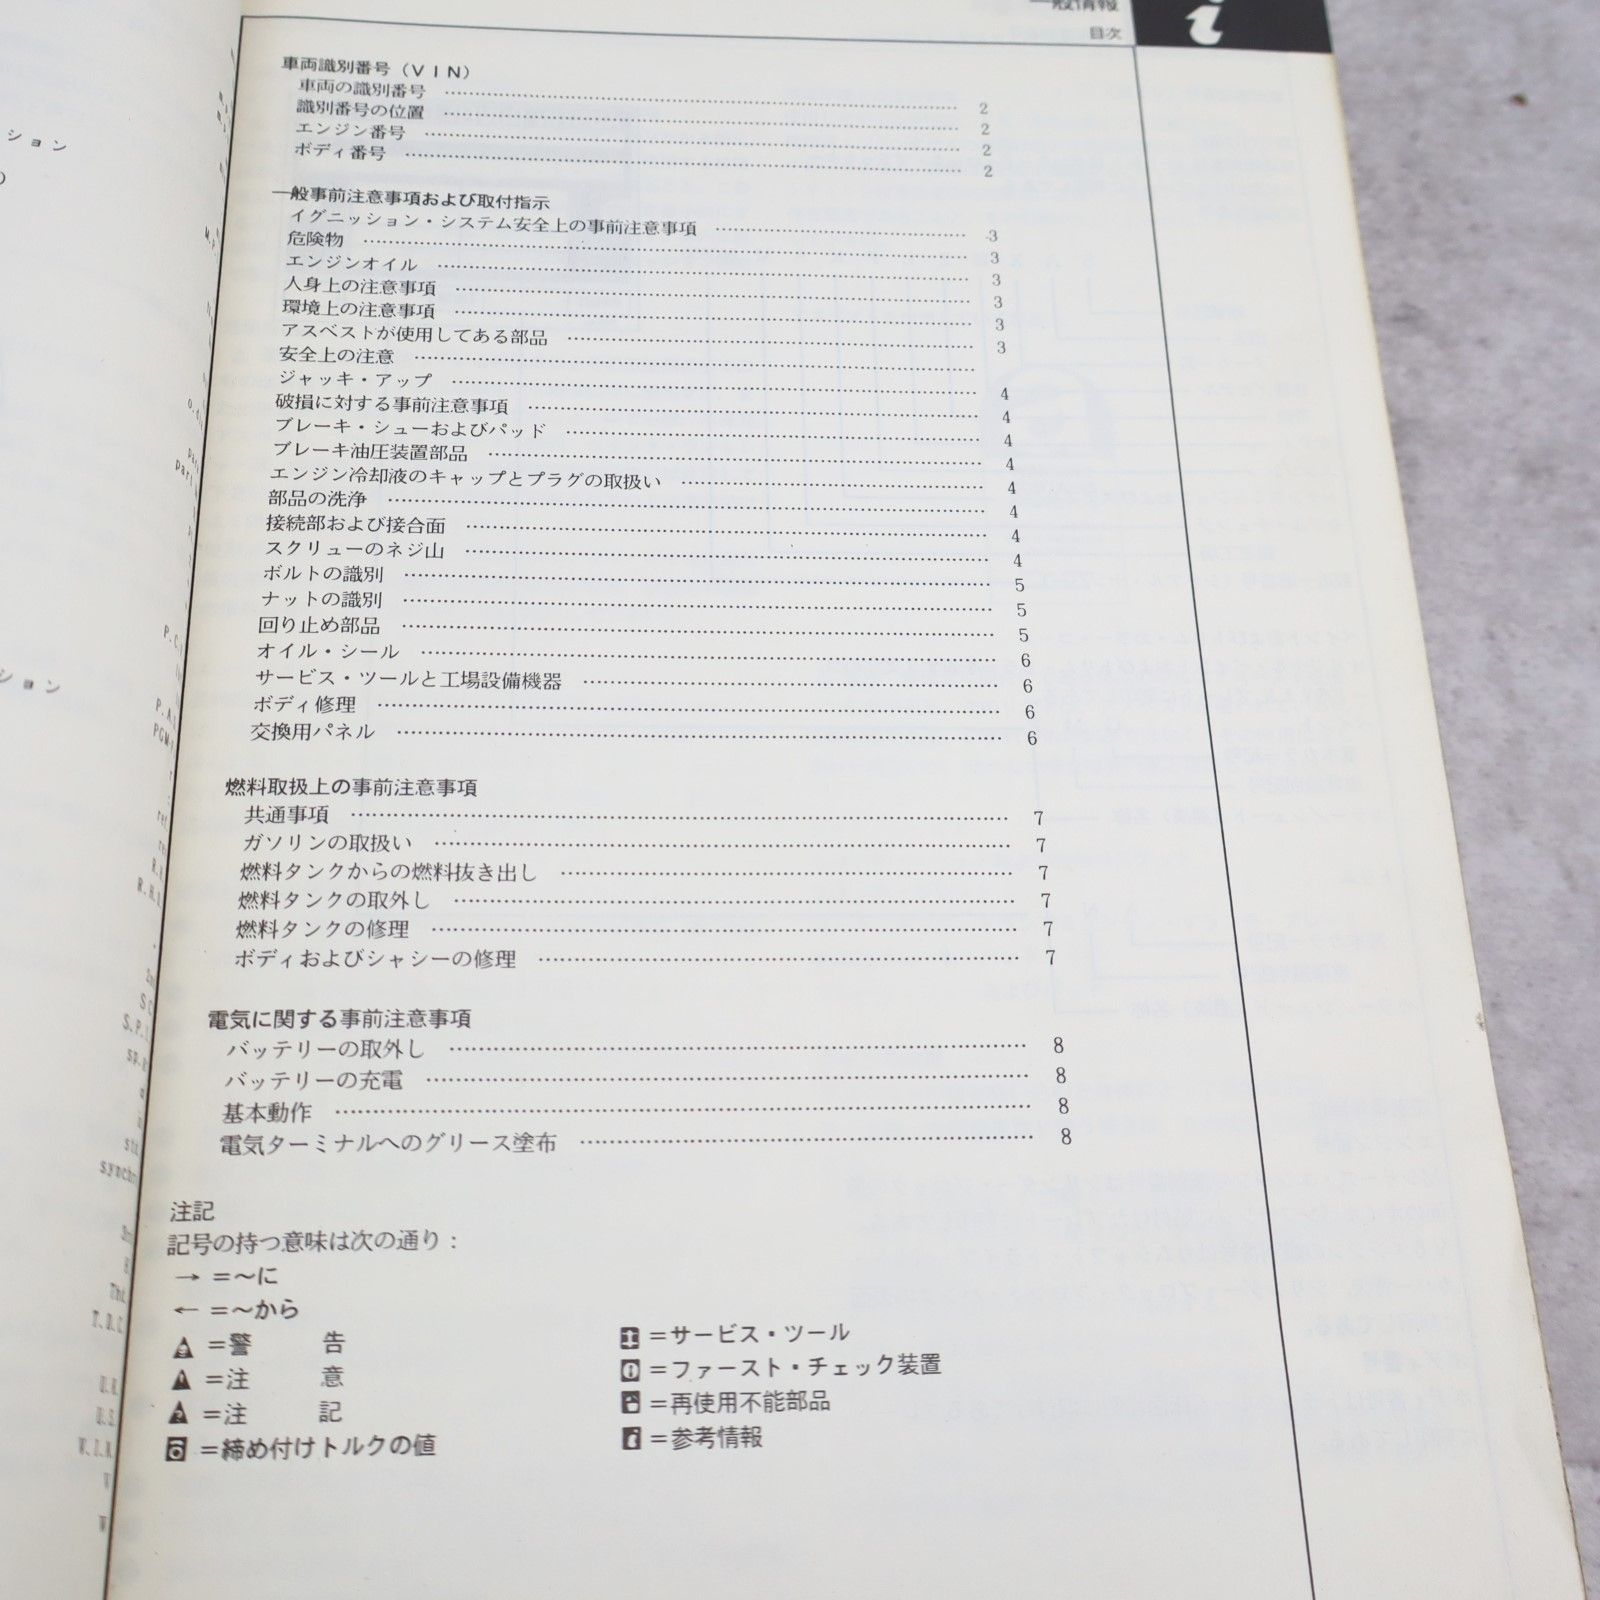 一般情報
目次
車両識別番号（ＶＩＮ）
車両の識別番号 2
識別番号の位置 2
エンジン番号 2
ボディ番号 2
一般事前注意事項および取付指示
イグニッション・システム安全上の事前注意事項 3
危険物 3
エンジンオイル 3
人身上の注意事項 3
環境上の注意事項 3
アスベストが使用してある部品 3
安全上の注意
ジャッキ・アップ 4
破損に対する事前注意事項 4
ブレーキ・シューおよびパッド 4
ブレーキ油圧装置部品 4
エンジン冷却液のキャップとプラグの取扱い 4
部品の洗浄 4
接続部および接合面 4
スクリューのネジ山 4
ボルトの識別 5
ナットの識別 5
回り止め部品 5
オイル・シール 6
サービス・ツールと工場設備機器 6
ボディ修理 6
交換用パネル 6
燃料取扱上の事前注意事項
共通事項 7
ガソリンの取扱い 7
燃料タンクからの燃料抜き出し 7
燃料タンクの取外し 7
燃料タンクの修理 7
ボディおよびシャシーの修理 7
電気に関する事前注意事項
バッテリーの取外し 8
バッテリーの充電 8
基本動作 8
電気ターミナルへのグリース塗布 8
注記
記号の持つ意味は次の通り：
→ ＝〜に
← ＝〜から
＝警 告
＝注 意
＝注 記
＝締め付けトルクの値
＝サービス・ツール
＝ファースト・チェック装置
＝再使用不能部品
i ＝参考情報